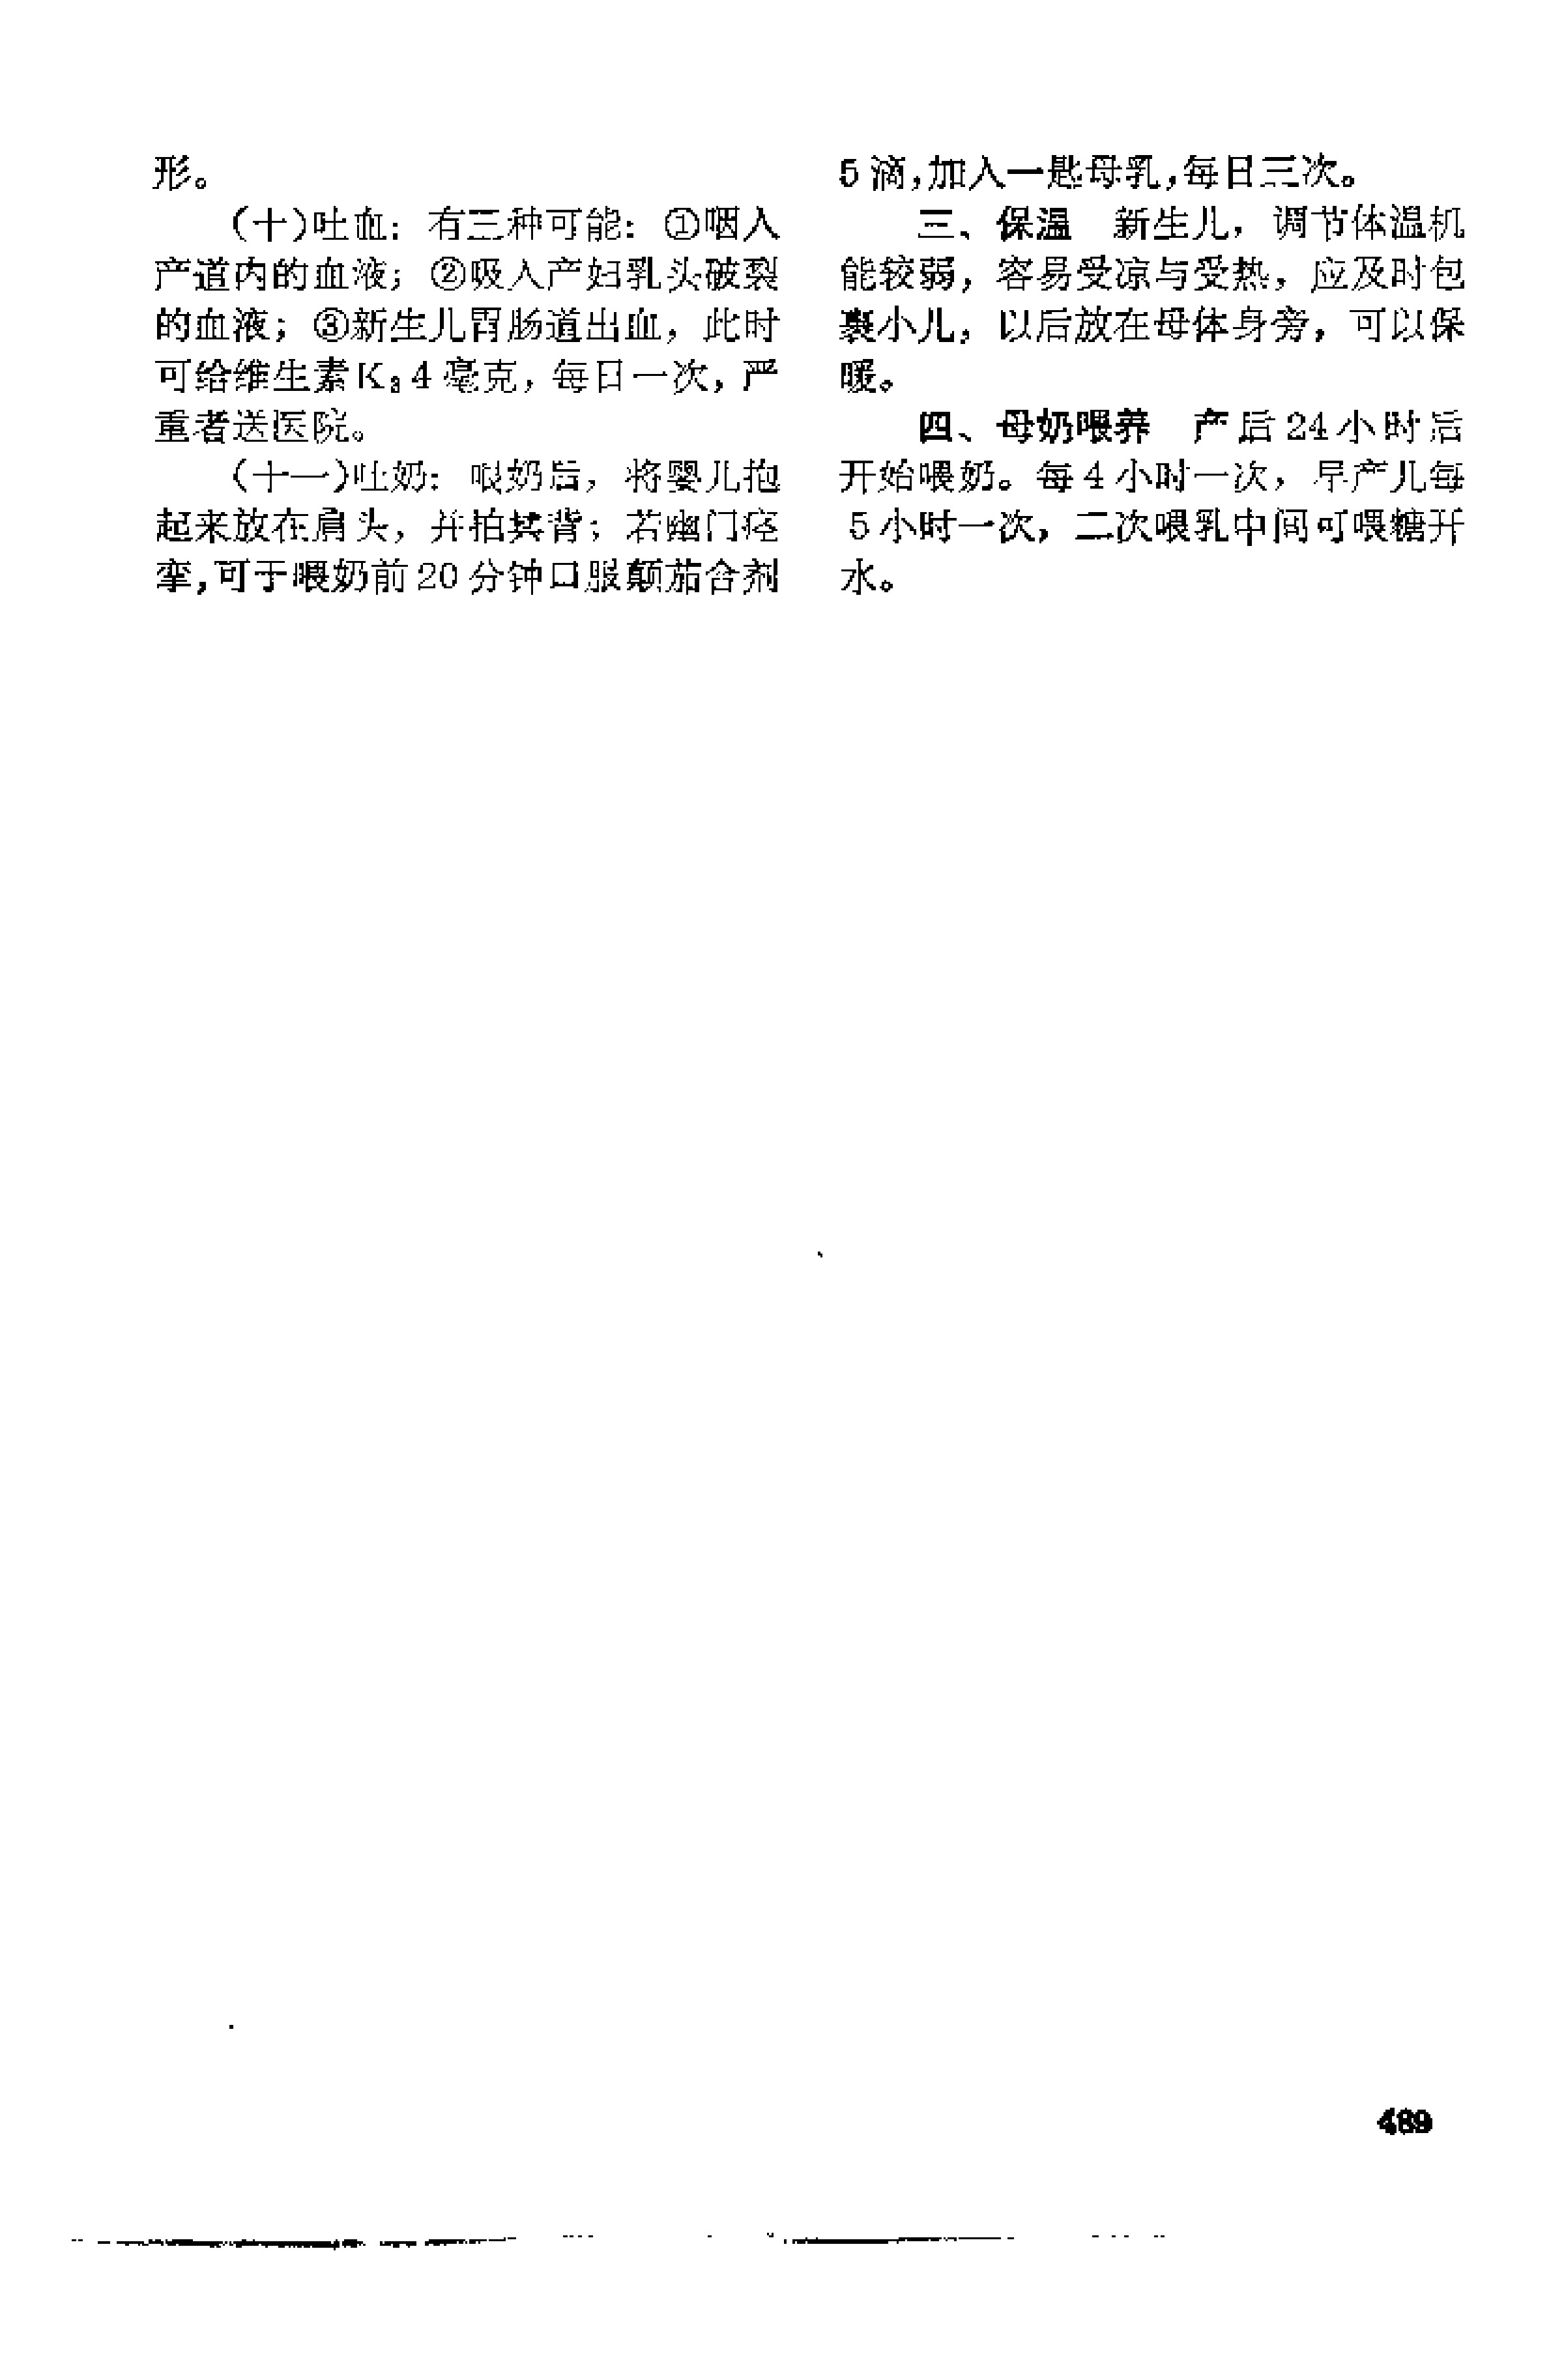 形。
（十）吐血：有三种可能：①咽入
产道内的血液；②吸入产妇乳头破裂
的血液；③新生儿胃肠道出血，此时
可给维生素K₃4毫克，每日一次，严
重者送医院。
（十一）吐奶：喂奶后，将婴儿抱
起来放在肩头，并拍其背；若幽门痉
挛，可于喂奶前20分钟口服颠茄合剂
5滴，加入一匙母乳，每日三次。
三、保温　新生儿，调节体温机
能较弱，容易受凉与受热，应及时包
裹小儿，以后放在母体身旁，可以保
暖。
四、母奶喂养　产后24小时后
开始喂奶。每4小时一次，早产儿每
5小时一次，二次喂乳中间可喂糖开
水。
489